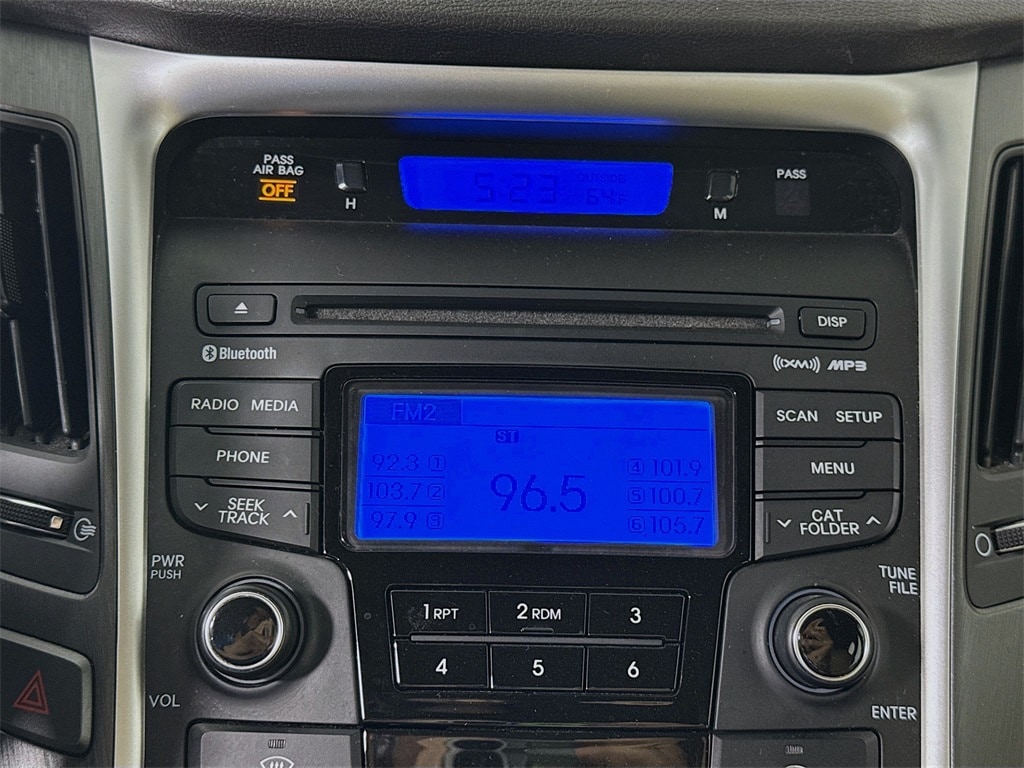 PASS
AIR BAG
OFF
H
5:23
OUTSIDE
64°F
M
PASS
DISP
Bluetooth
XM MP3
RADIO MEDIA
PHONE
SEEK
TRACK
FM2
ST
92.3 1
103.7 2
97.9 3
96.5
4 101.9
5 100.7
6 105.7
SCAN SETUP
MENU
CAT
FOLDER
PWR
PUSH
VOL
1 RPT 2 RDM 3
4 5 6
TUNE
FILE
ENTER